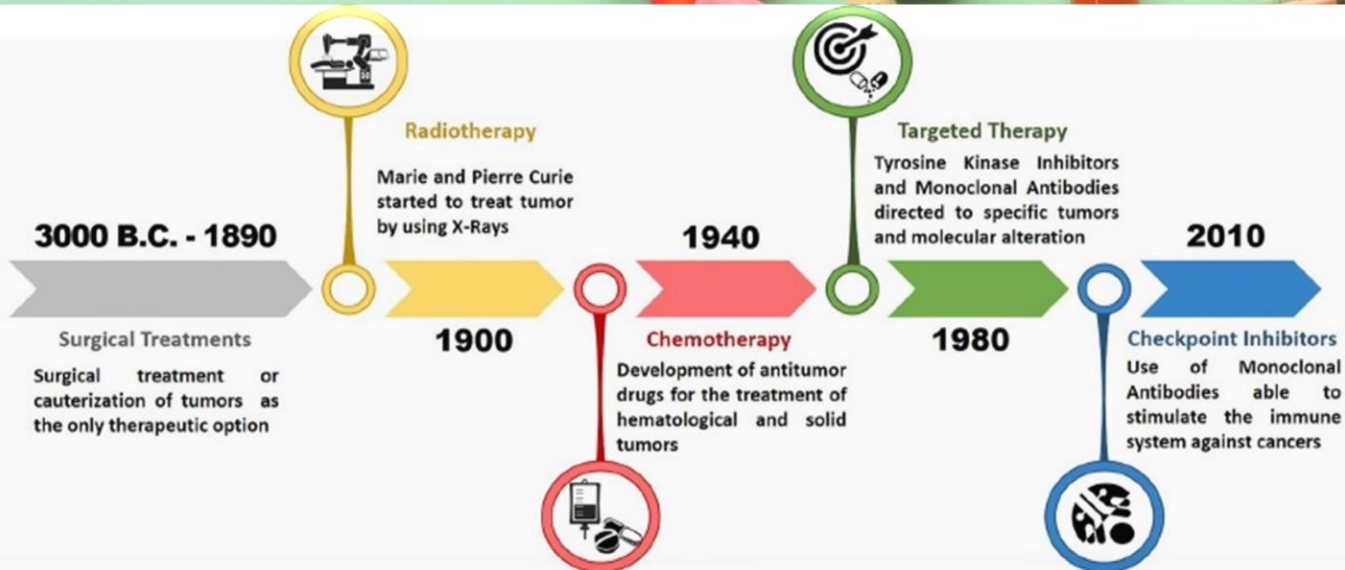 3000 B.C. - 1890
Surgical Treatments
Surgical treatment or
cauterization of tumors as
the only therapeutic option
Radiotherapy
Marie and Pierre Curie
started to treat tumor
by using X-Rays
1900
1940
Chemotherapy
Development of antitumor
drugs for the treatment of
hematological and solid
tumors
Targeted Therapy
Tyrosine Kinase Inhibitors
and Monoclonal Antibodies
directed to specific tumors
and molecular alteration
1980
2010
Checkpoint Inhibitors
Use of Monoclonal
Antibodies able to
stimulate the immune
system against cancers